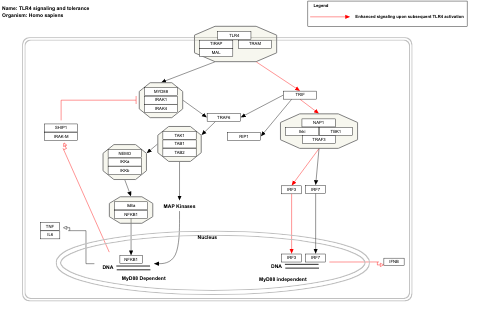 Name: TLR4 signaling and tolerance
Organism: Homo sapiens
Legend
Enhanced signaling upon subsequent TLR4 activation
TLR4
TIRAP TRAM
MAL
MYD88
IRAK1
IRAK4
TRIF
TRAF6
SHIP1
IRAK-M
NAP1
TBK1
TRAF3
RIP1
TAK1
TAB1
TAB2
NEMO
IKKa
IKKb
IRF3 IRF7
IkBa
NFKB1
MAP Kinases
TNF
IL6
Nucleus
NFKB1
IRF3 IRF7
IFNB
DNA
DNA
MyD88 Dependent
MyD88 independent